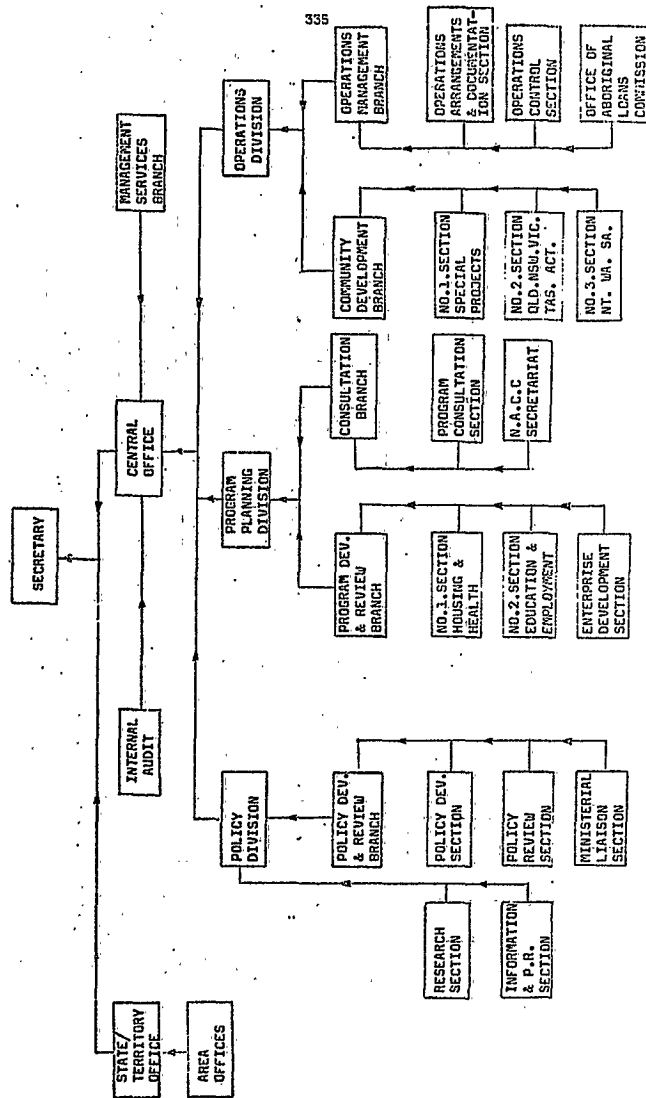 335
SECRETARY
STATE/
TERRITORY
OFFICE
AREA
OFFICES
INTERNAL
AUDIT
CENTRAL
OFFICE
MANAGEMENT
SERVICES
BRANCH
POLICY
DIVISION
PROGRAM
PLANNING
DIVISION
OPERATIONS
DIVISION
RESEARCH
SECTION
INFORMATION
& P.R.
SECTION
POLICY DEV.
& REVIEW
BRANCH
POLICY DEV.
SECTION
POLICY
REVIEW
SECTION
MINISTERIAL
LIAISON
SECTION
PROGRAM DEV.
& REVIEW
BRANCH
NO.1.SECTION
HOUSING &
HEALTH
NO.2.SECTION
EDUCATION &
EMPLOYMENT
ENTERPRISE
DEVELOPMENT
SECTION
CONSULTATION
BRANCH
PROGRAM
CONSULTATION
SECTION
N.A.C.C
SECRETARIAT
COMMUNITY
DEVELOPMENT
BRANCH
NO.1.SECTION
SPECIAL
PROJECTS
NO.2.SECTION
QLD.NSW.VIC.
TAS. ACT.
NO.3.SECTION
NT. WA. SA.
OPERATIONS
MANAGEMENT
BRANCH
OPERATIONS
ARRANGEMENTS
& DOCUMENTAT-
ION SECTION
OPERATIONS
CONTROL
SECTION
OFFICE OF
ABORIGINAL
LOANS
COMMISSION